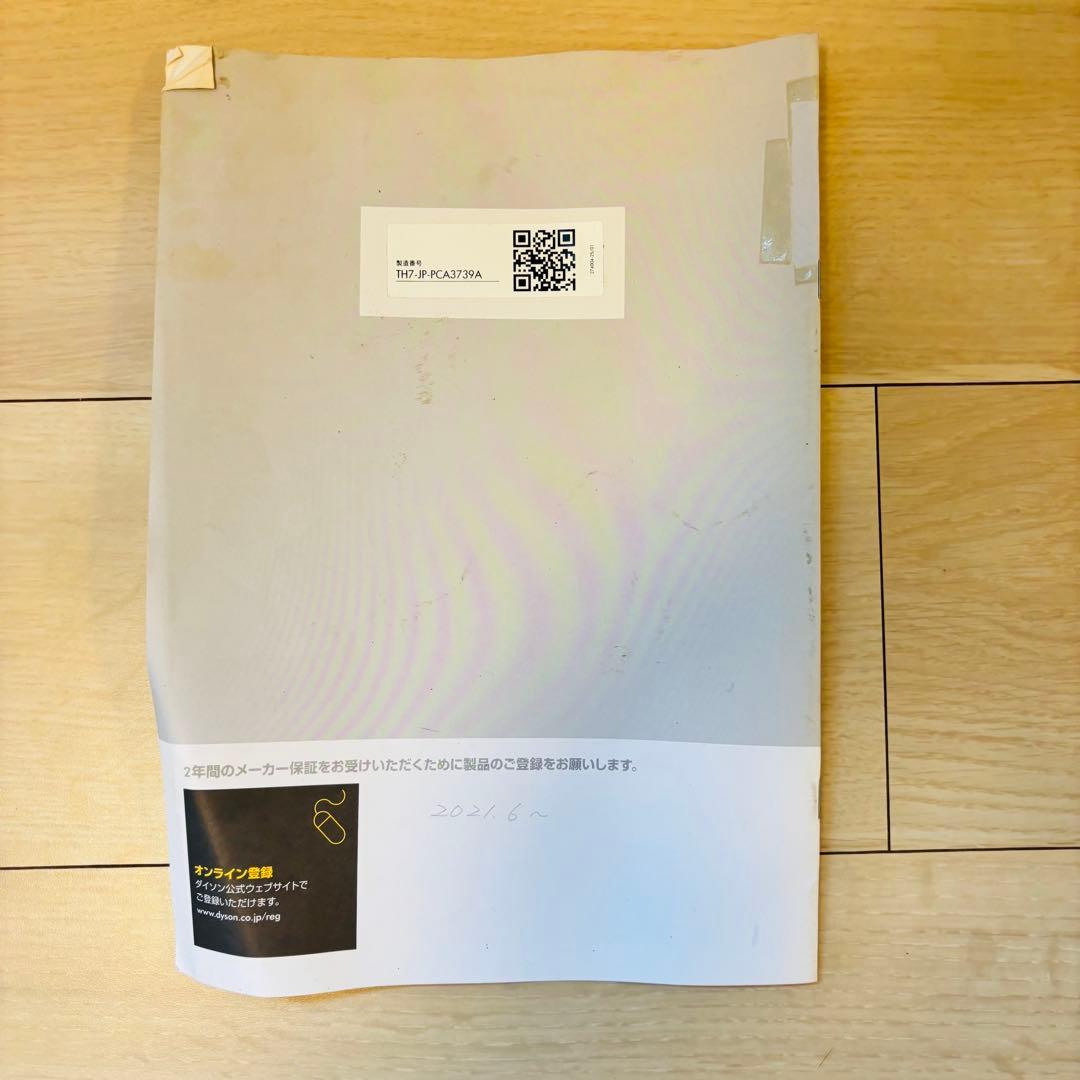 製造番号
TH7-JP-PCA3739A
274004-25/01
2年間のメーカー保証をお受けいただくために製品のご登録をお願いします。
2021.6～
オンライン登録
ダイソン公式ウェブサイトで
ご登録いただけます。
www.dyson.co.jp/reg